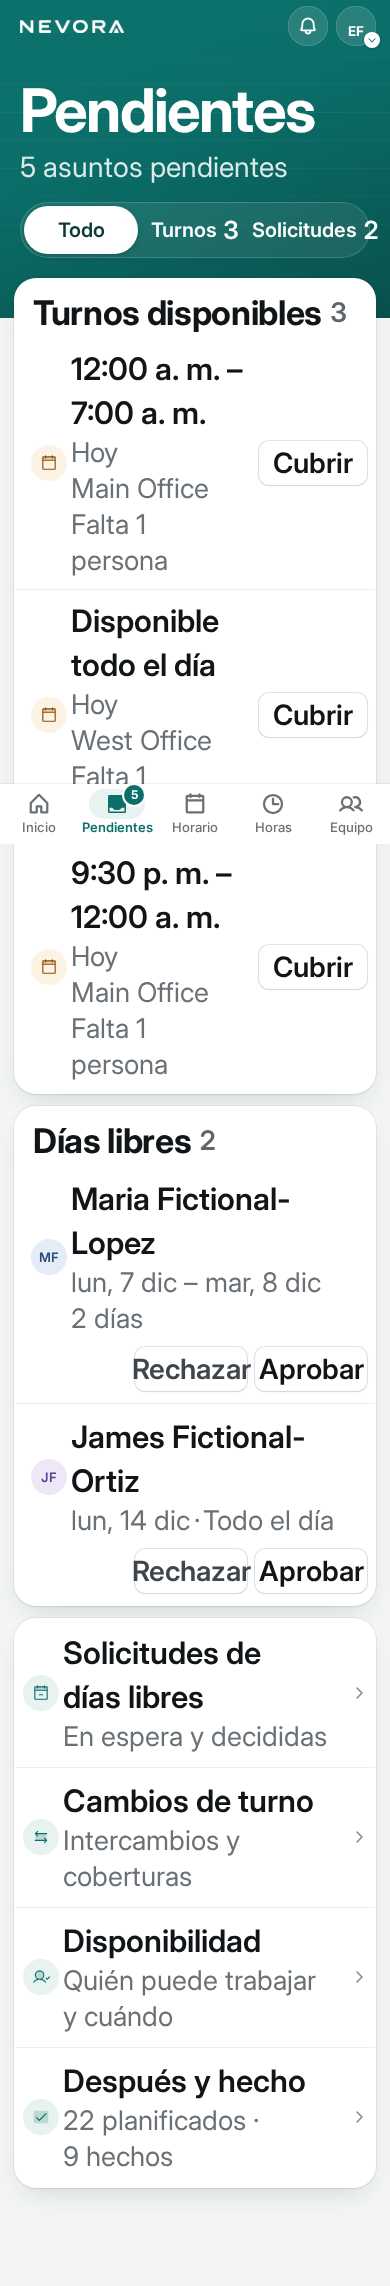 NEVORA
EF
Pendientes
5 asuntos pendientes
Todo
Turnos 3
Solicitudes 2
Turnos disponibles 3
12:00 a. m. –
7:00 a. m.
Hoy
Main Office
Falta 1
persona
Cubrir
Disponible
todo el día
Hoy
West Office
Falta 1
Cubrir
5
Inicio
Pendientes
Horario
Horas
Equipo
9:30 p. m. –
12:00 a. m.
Hoy
Main Office
Falta 1
persona
Cubrir
Días libres 2
MF
Maria Fictional-
Lopez
lun, 7 dic – mar, 8 dic
2 días
Rechazar
Aprobar
JF
James Fictional-
Ortiz
lun, 14 dic · Todo el día
Rechazar
Aprobar
Solicitudes de
días libres
En espera y decididas
Cambios de turno
Intercambios y
coberturas
Disponibilidad
Quién puede trabajar
y cuándo
Después y hecho
22 planificados ·
9 hechos